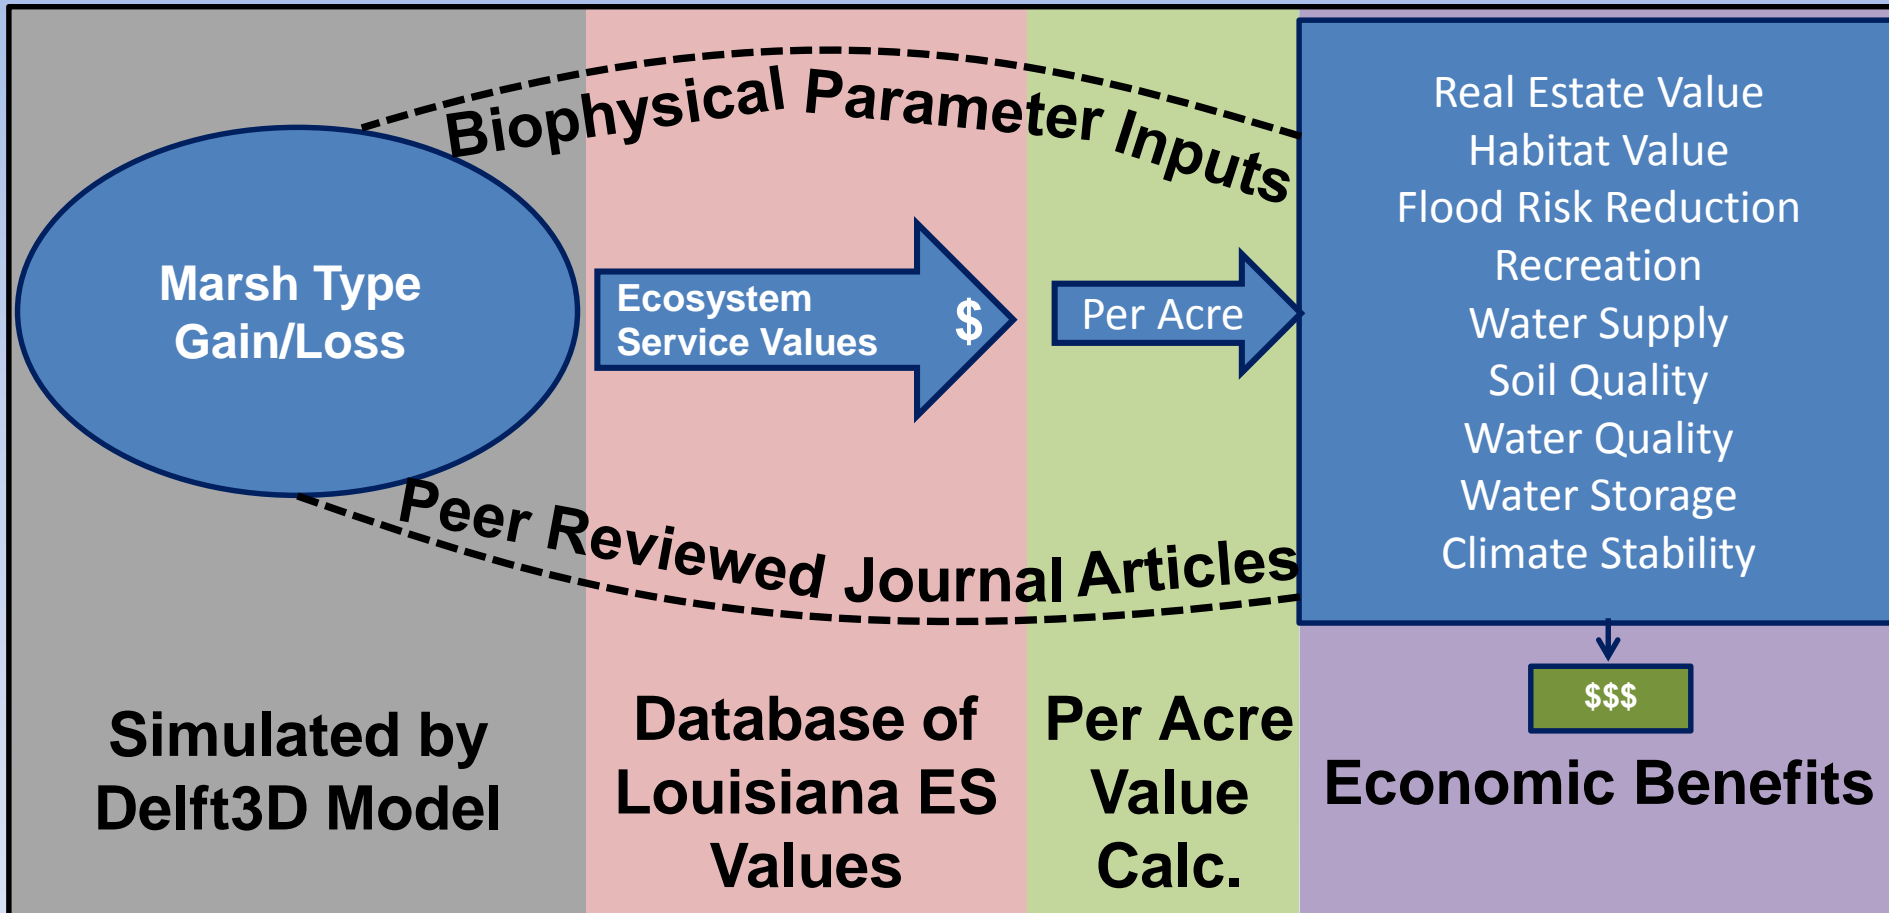 Biophysical Parameter Inputs
Marsh Type
Gain/Loss
Ecosystem
Service Values
$
Per Acre
Real Estate Value
Habitat Value
Flood Risk Reduction
Recreation
Water Supply
Soil Quality
Water Quality
Water Storage
Climate Stability
Peer Reviewed Journal Articles
$$$
Simulated by
Delft3D Model
Database of
Louisiana ES
Values
Per Acre
Value
Calc.
Economic Benefits